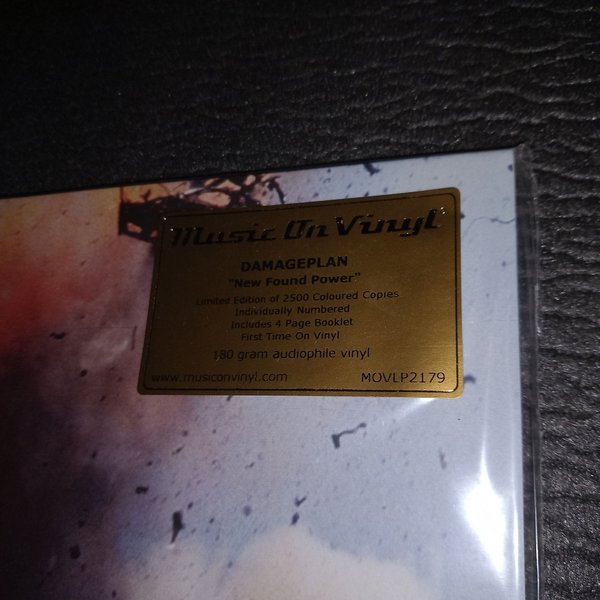 Music On Vinyl
DAMAGEPLAN
"New Found Power"
Limited Edition of 2500 Coloured Copies
Individually Numbered
Includes 4 Page Booklet
First Time On Vinyl
180 gram audiophile vinyl
www.musiconvinyl.com MOVLP2179